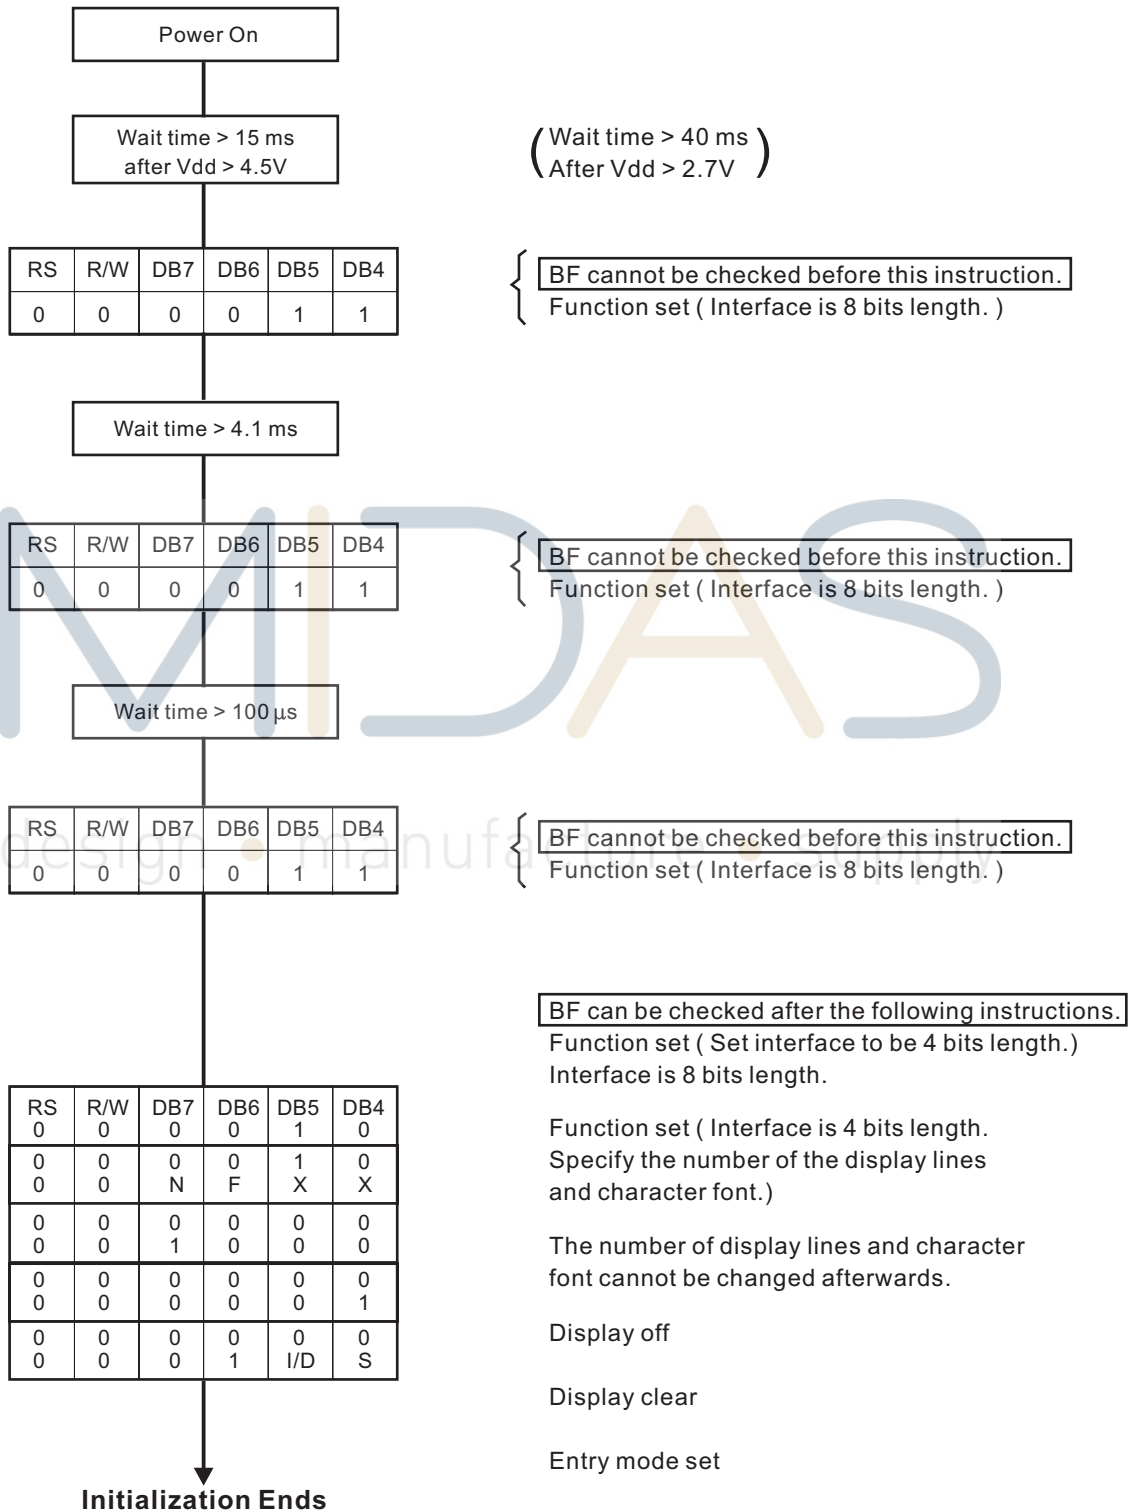 Power On
Wait time > 15 ms
after Vdd > 4.5V
(Wait time > 40 ms
After Vdd > 2.7V)
RS R/W DB7 DB6 DB5 DB4
0 0 0 0 1 1
BF cannot be checked before this instruction.
Function set ( Interface is 8 bits length. )
Wait time > 4.1 ms
RS R/W DB7 DB6 DB5 DB4
0 0 0 0 1 1
BF cannot be checked before this instruction.
Function set ( Interface is 8 bits length. )
MIDAS
Wait time > 100 µs
RS R/W DB7 DB6 DB5 DB4
0 0 0 0 1 1
BF cannot be checked before this instruction.
Function set ( Interface is 8 bits length. )
design • manufacture • supply
BF can be checked after the following instructions.
Function set ( Set interface to be 4 bits length.)
Interface is 8 bits length.
RS R/W DB7 DB6 DB5 DB4
0 0 0 0 1 0
0 0 0 0 1 0
0 0 N F X X
0 0 0 0 0 0
0 0 1 0 0 0
0 0 0 0 0 0
0 0 0 0 0 1
0 0 0 0 0 0
0 0 0 1 I/D S
Function set ( Interface is 4 bits length.
Specify the number of the display lines
and character font.)
The number of display lines and character
font cannot be changed afterwards.
Display off
Display clear
Entry mode set
Initialization Ends